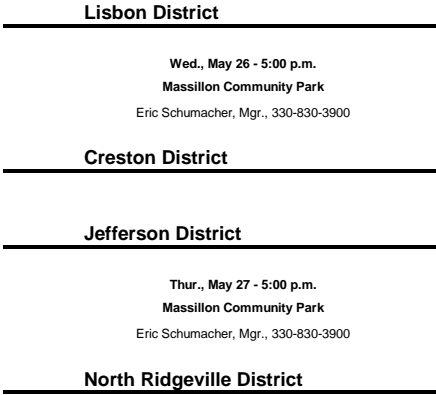 Lisbon District
Wed., May 26 - 5:00 p.m.
Massillon Community Park
Eric Schumacher, Mgr., 330-830-3900
Creston District
Jefferson District
Thur., May 27 - 5:00 p.m.
Massillon Community Park
Eric Schumacher, Mgr., 330-830-3900
North Ridgeville District